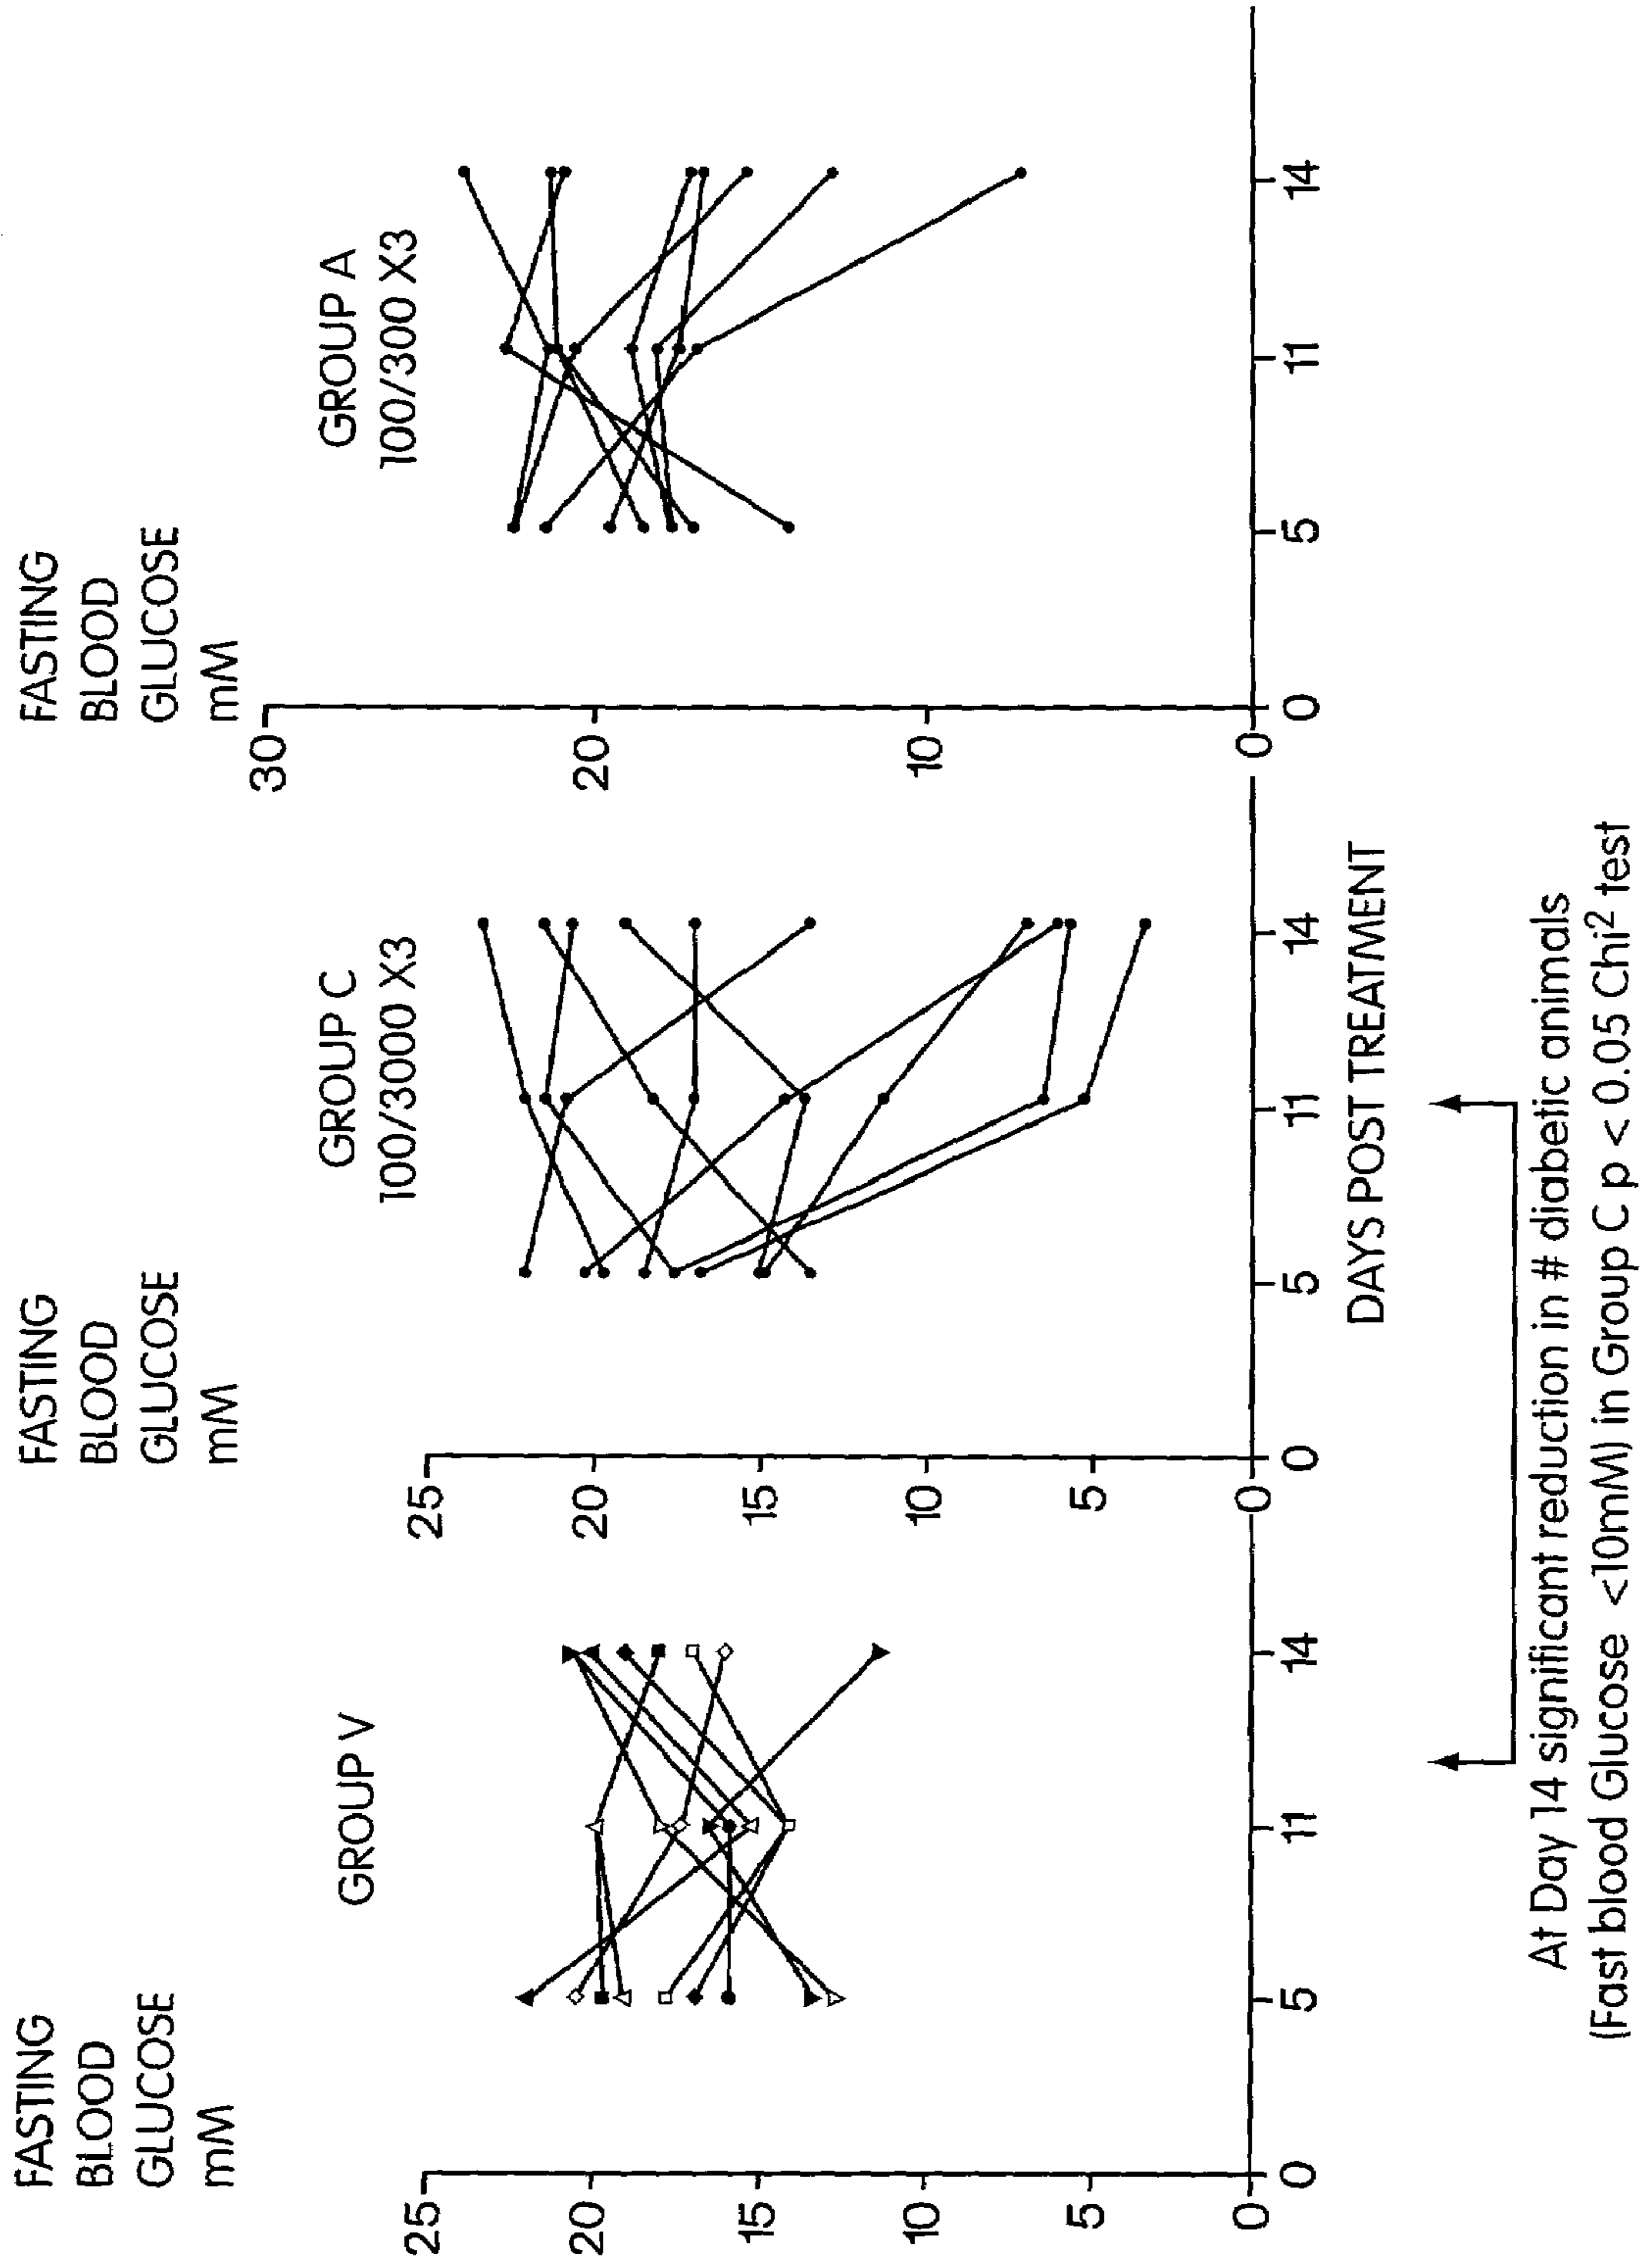 FASTING
BLOOD
GLUCOSE
mM
GROUP V
25
20
15
10
5
0
0
5
11
14
FASTING
BLOOD
GLUCOSE
mM
GROUP C
100/3000 X3
25
20
15
10
5
0
0
5
11
14
DAYS POST TREATMENT
FASTING
BLOOD
GLUCOSE
mM
GROUP A
100/300 X3
30
20
10
0
0
5
11
14
At Day 14 significant reduction in # diabetic animals
(Fast blood Glucose <10mM) in Group C p < 0.05 Chi² test